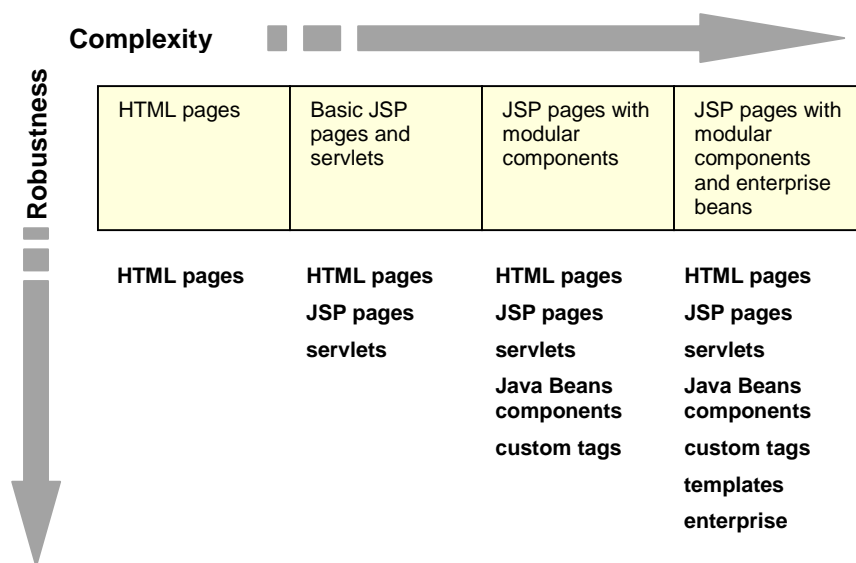 Complexity
Robustness
HTML pages
Basic JSP
pages and
servlets
JSP pages with
modular
components
JSP pages with
modular
components
and enterprise
beans
HTML pages
HTML pages
JSP pages
servlets
HTML pages
JSP pages
servlets
Java Beans
components
custom tags
HTML pages
JSP pages
servlets
Java Beans
components
custom tags
templates
enterprise